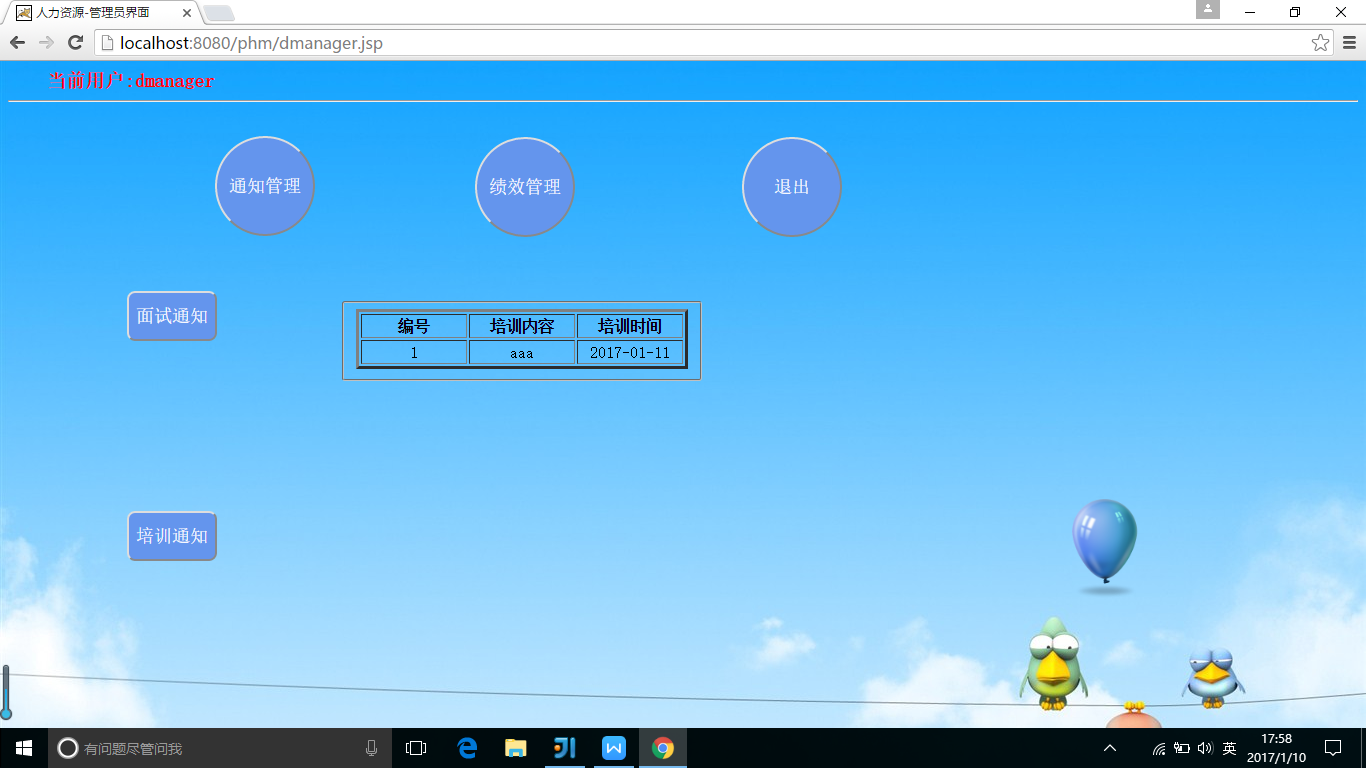 人力资源-管理员界面
localhost:8080/phm/dmanager.jsp
当前用户:dmanager
通知管理
绩效管理
退出
面试通知
编号 培训内容 培训时间
1 aaa 2017-01-11
培训通知
有问题尽管问我
英
17:58
2017/1/10